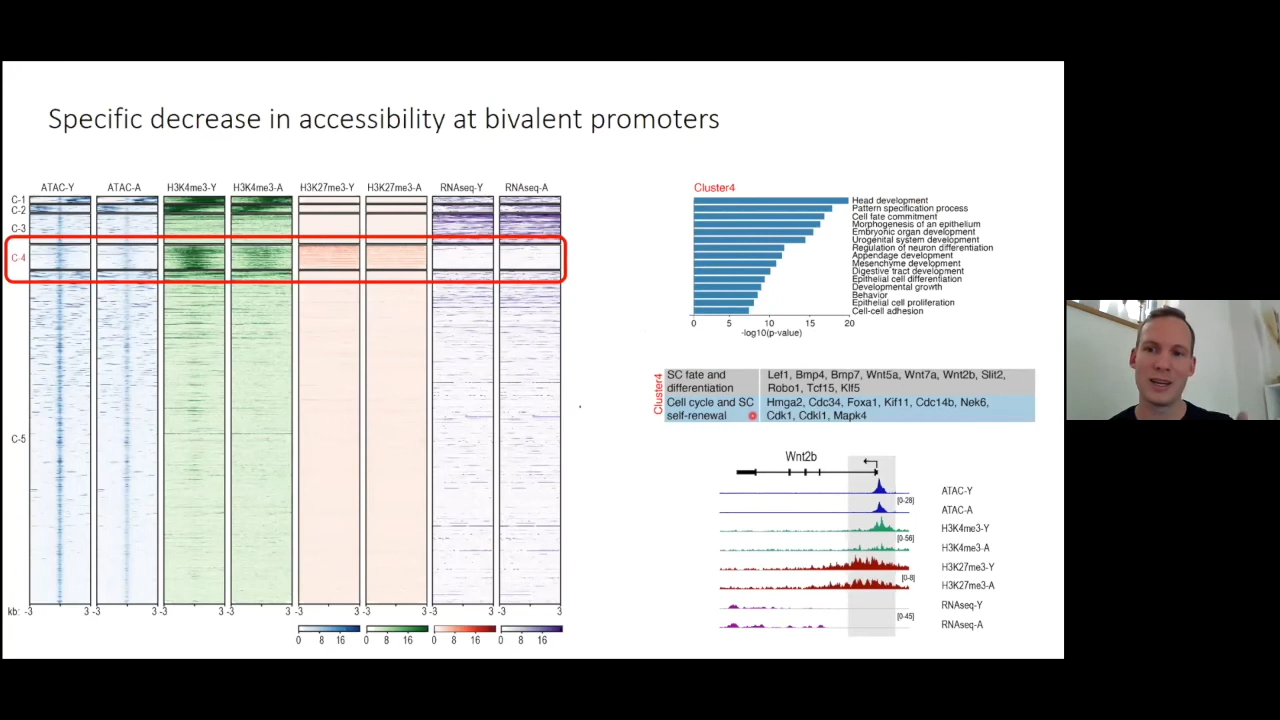 Specific decrease in accessibility at bivalent promoters
ATAC-Y ATAC-A H3K4me3-Y H3K4me3-A H3K27me3-Y H3K27me3-A RNAseq-Y RNAseq-A
C-1
C-2
C-3
C-4
C-5
kb: -3 3 -3 3 -3 3 -3 3 -3 3 -3 3 -3 3 -3 3
0 8 16 0 8 16 0 8 16 0 8 16
Cluster4
Head development
Pattern specification process
Cell fate commitment
Morphogenesis of an epithelium
Embryonic organ development
Urogenital system development
Regulation of neuron differentiation
Appendage development
Mesenchyme development
Digestive tract development
Epithelial cell differentiation
Developmental growth
Behavior
Epithelial cell proliferation
Cell-cell adhesion
0 5 10 15 20
-log10(p-value)
Cluster4
SC fate and Lef1, Bmp4, Bmp7, Wnt5a, Wnt7a, Wnt2b, Slit2,
differentiation Robo1, Tcf15, Klf5
Cell cycle and SC Hmga2, Cdc34, Foxa1, Kif11, Cdc14b, Nek6,
self-renewal Cdk1, Cdkl1, Mapk4
Wnt2b
ATAC-Y
[0-28]
ATAC-A
H3K4me3-Y
[0-56]
H3K4me3-A
H3K27me3-Y
[0-8]
H3K27me3-A
RNAseq-Y
[0-45]
RNAseq-A